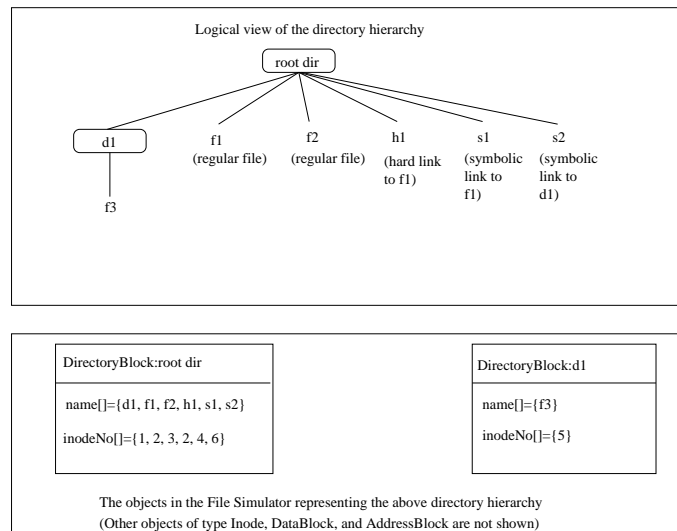 Logical view of the directory hierarchy
root dir
d1
f1
(regular file)
f2
(regular file)
h1
(hard link
to f1)
s1
(symbolic
link to
f1)
s2
(symbolic
link to
d1)
f3
DirectoryBlock:root dir
name[]={d1, f1, f2, h1, s1, s2}
inodeNo[]={1, 2, 3, 2, 4, 6}
DirectoryBlock:d1
name[]={f3}
inodeNo[]={5}
The objects in the File Simulator representing the above directory hierarchy
(Other objects of type Inode, DataBlock, and AddressBlock are not shown)